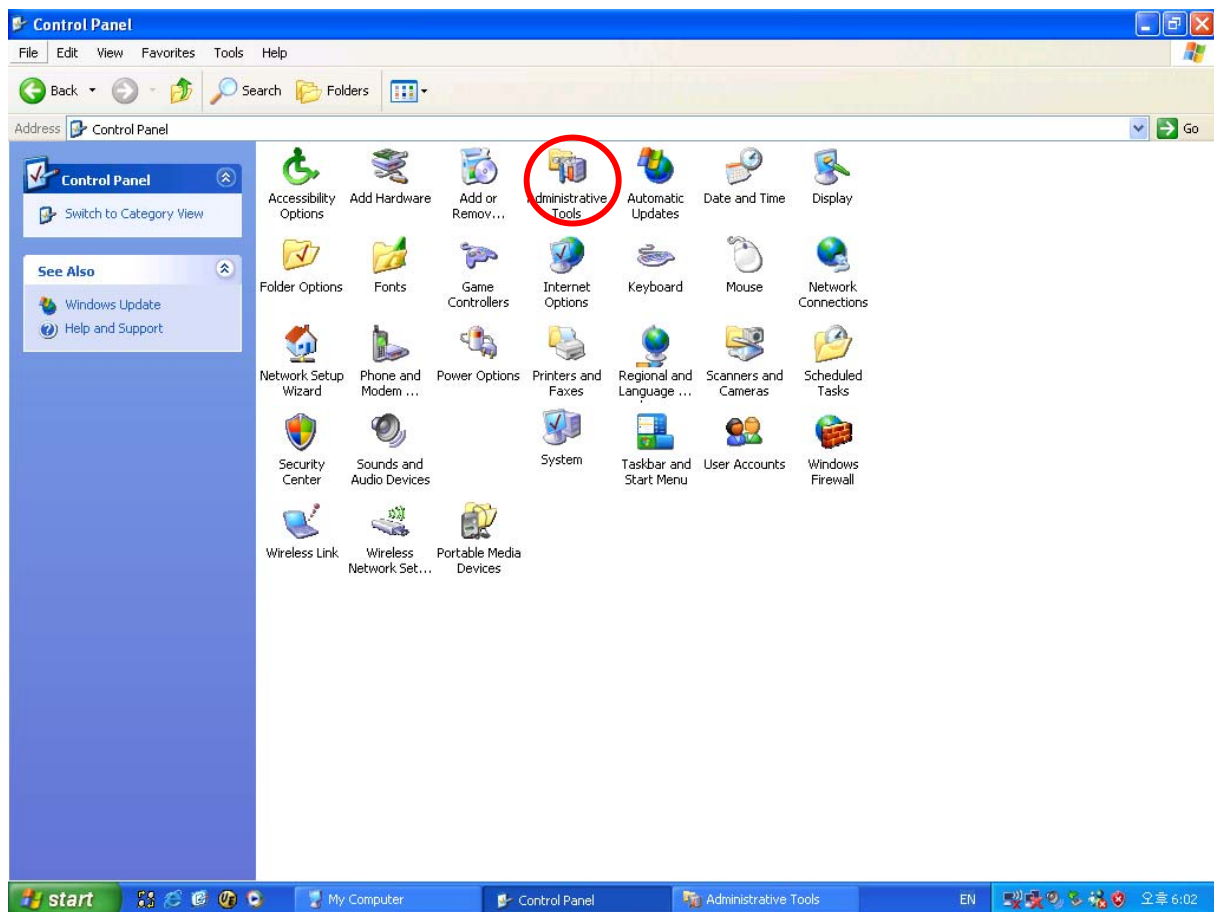 Control Panel
File Edit View Favorites Tools Help
Back Search Folders
Address Control Panel Go
Control Panel
Switch to Category View
See Also
Windows Update
Help and Support
Accessibility Options
Add Hardware
Add or Remov...
Administrative Tools
Automatic Updates
Date and Time
Display
Folder Options
Fonts
Game Controllers
Internet Options
Keyboard
Mouse
Network Connections
Network Setup Wizard
Phone and Modem ...
Power Options
Printers and Faxes
Regional and Language ...
Scanners and Cameras
Scheduled Tasks
Security Center
Sounds and Audio Devices
System
Taskbar and Start Menu
User Accounts
Windows Firewall
Wireless Link
Wireless Network Set...
Portable Media Devices
start My Computer Control Panel Administrative Tools EN 오후 6:02